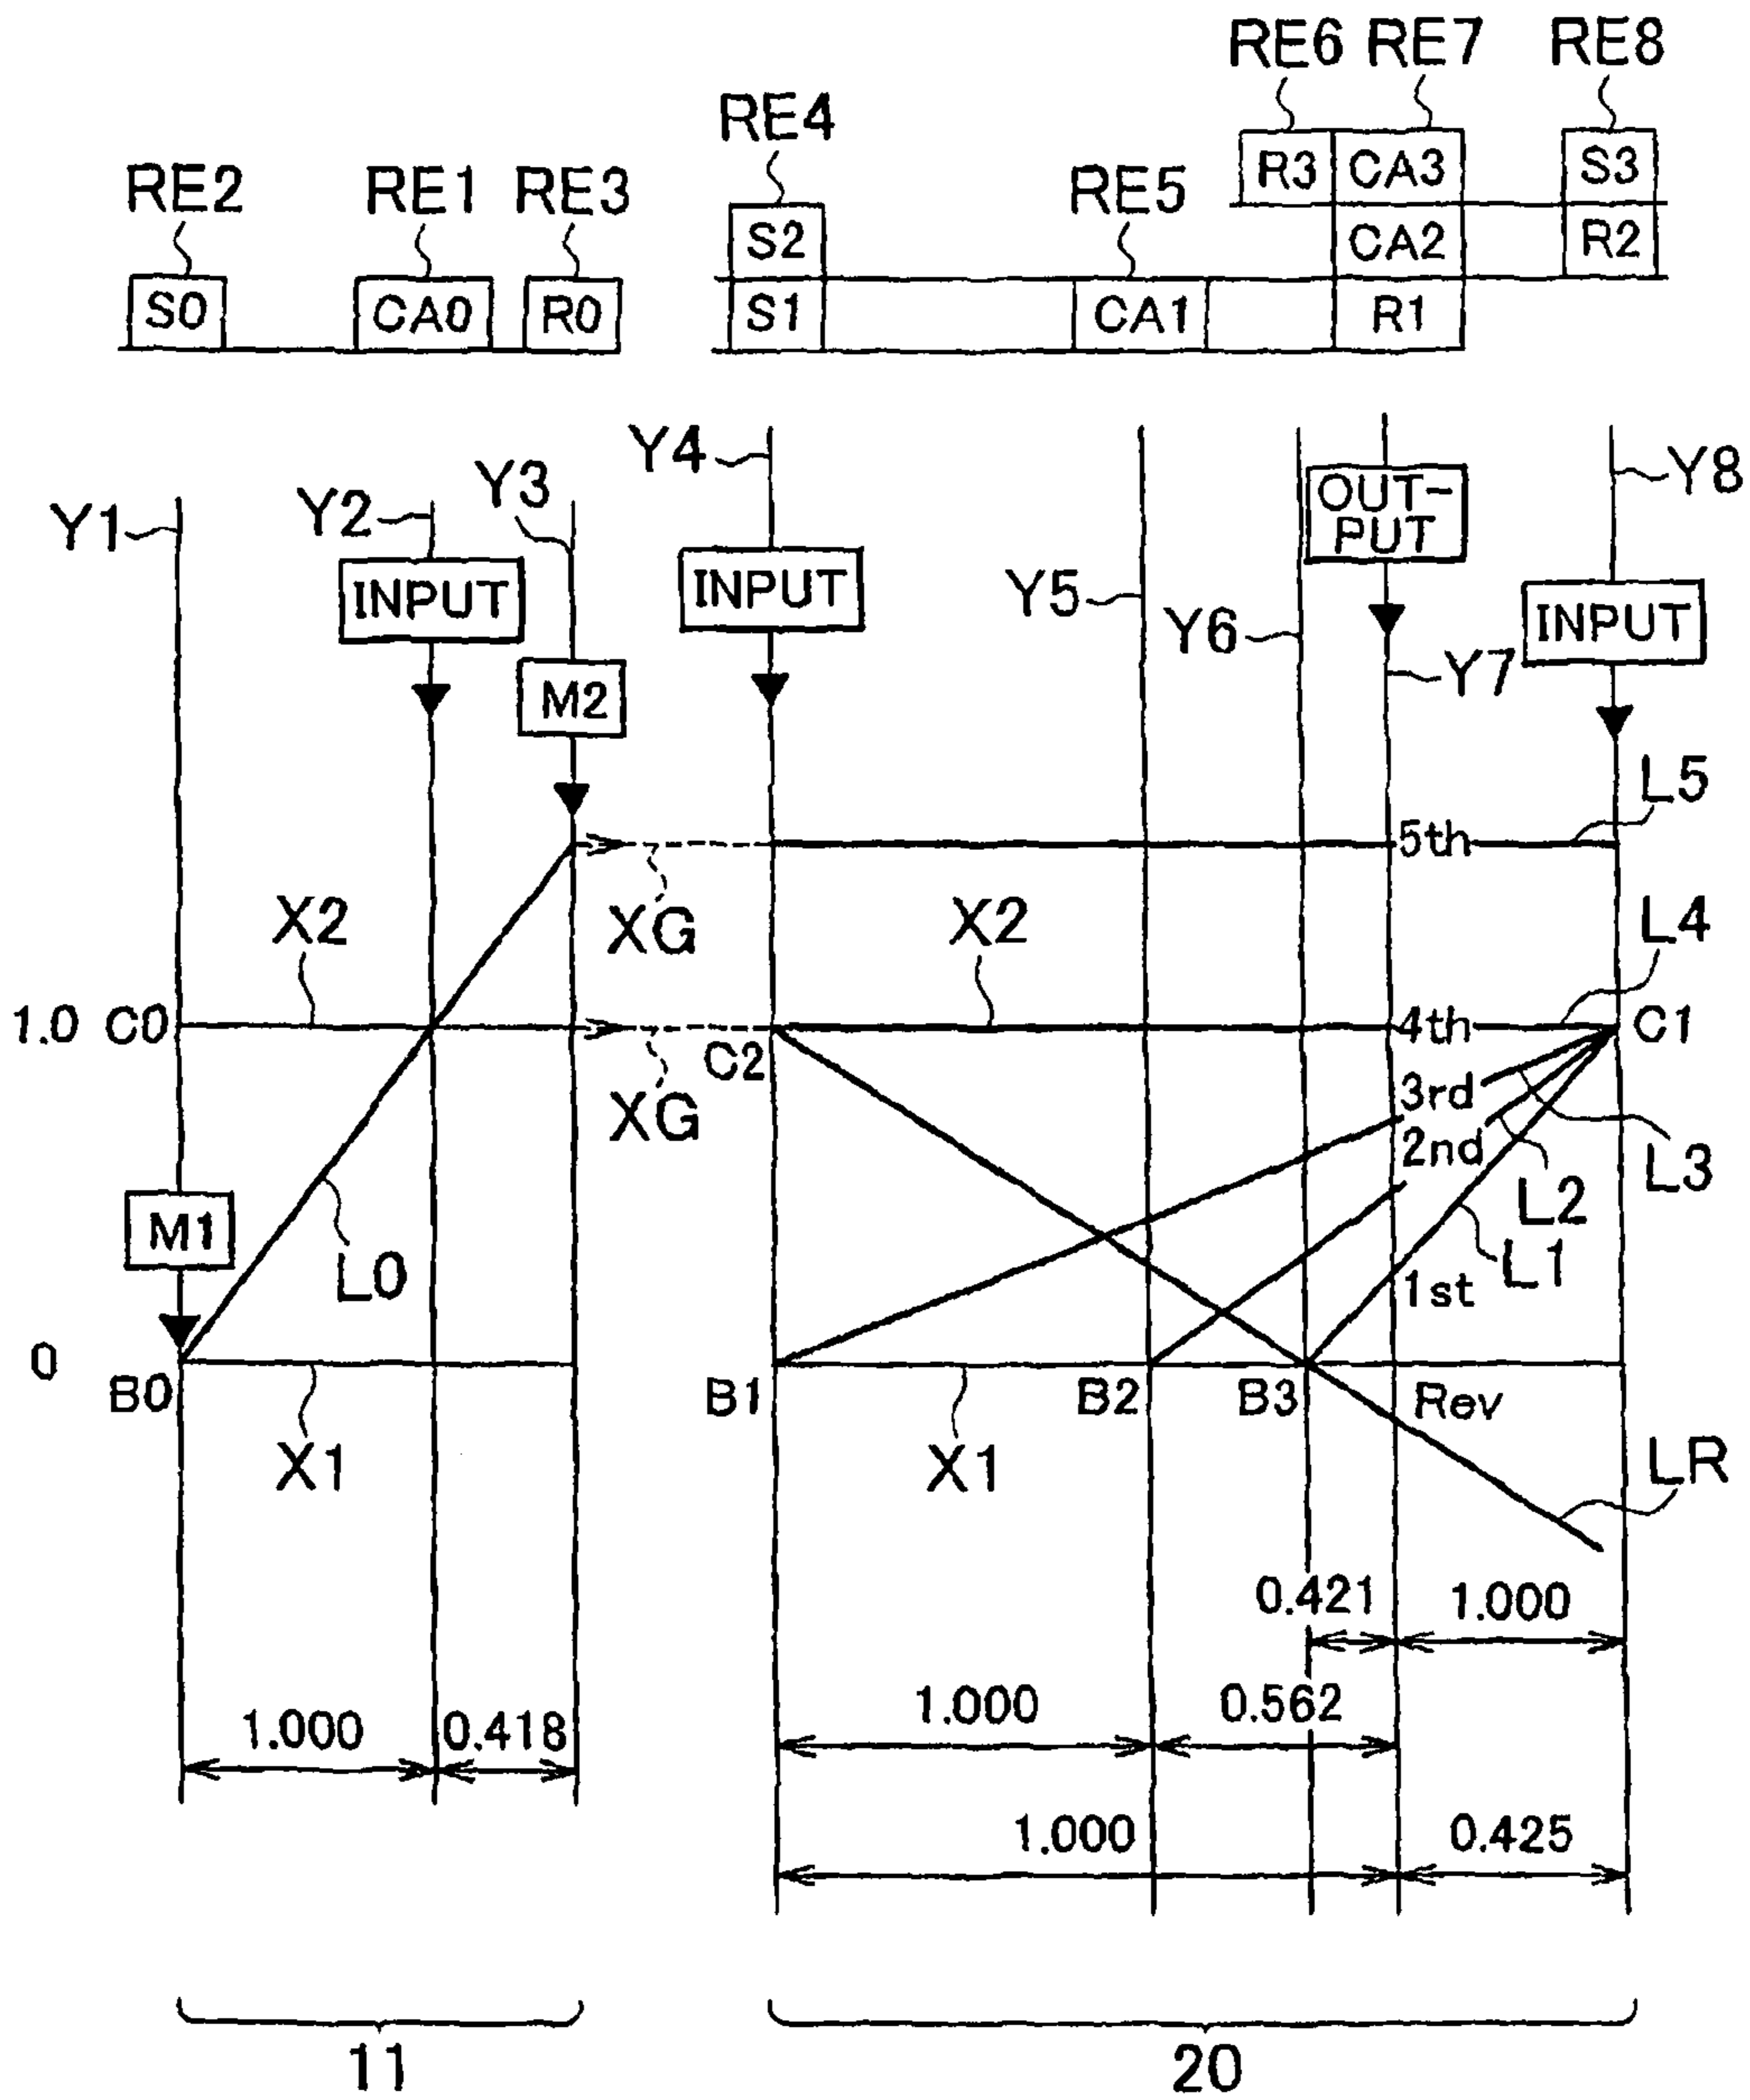 RE6 RE7 RE8
RE4
RE2 RE1 RE3 RE5
R3 CA3 S3
S2 CA2 R2
S0 CA0 R0 S1 CA1 R1
Y4 Y8
Y3
Y1 Y2
OUT-
PUT
INPUT INPUT Y5 INPUT
Y6
Y7
M2
L5
5th
XG
X2 X2 L4
1.0 C0 4th C1
C2
3rd
XG
2nd
L3
L2
M1
L1
L0 1st
0
B0 B1 B2 B3 Rev
X1 X1 LR
0.421 1.000
1.000 0.562
1.000 0.418
1.000 0.425
11 20